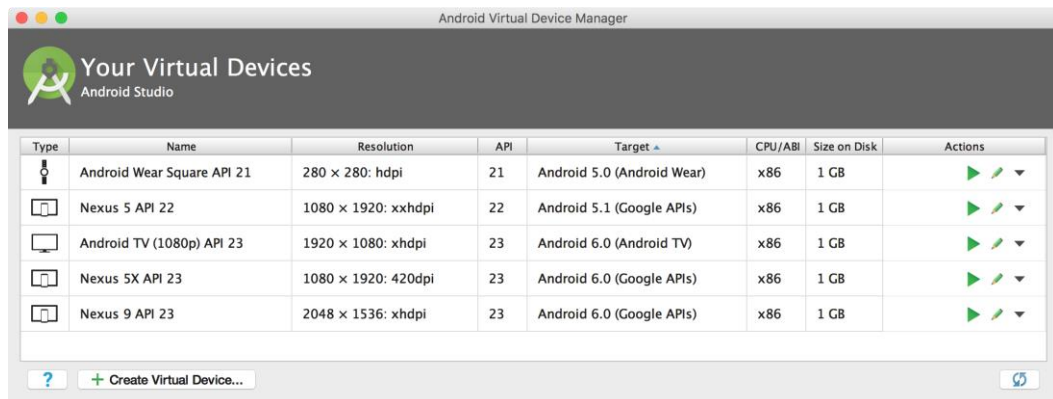 Android Virtual Device Manager
Your Virtual Devices
Android Studio
Type Name Resolution API Target CPU/ABI Size on Disk Actions
Android Wear Square API 21 280 × 280: hdpi 21 Android 5.0 (Android Wear) x86 1 GB
Nexus 5 API 22 1080 × 1920: xxhdpi 22 Android 5.1 (Google APIs) x86 1 GB
Android TV (1080p) API 23 1920 × 1080: xhdpi 23 Android 6.0 (Android TV) x86 1 GB
Nexus 5X API 23 1080 × 1920: 420dpi 23 Android 6.0 (Google APIs) x86 1 GB
Nexus 9 API 23 2048 × 1536: xhdpi 23 Android 6.0 (Google APIs) x86 1 GB
? + Create Virtual Device...